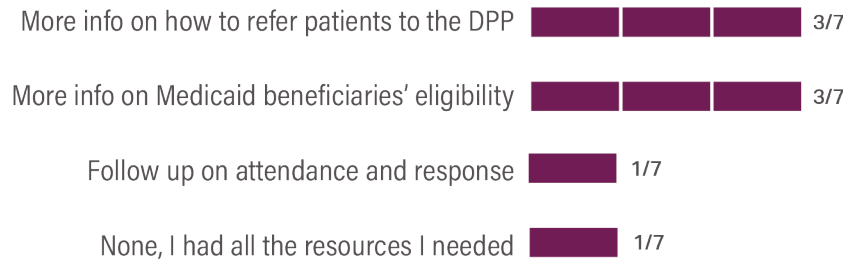 More info on how to refer patients to the DPP 3/7
More info on Medicaid beneficiaries’ eligibility 3/7
Follow up on attendance and response 1/7
None, I had all the resources I needed 1/7